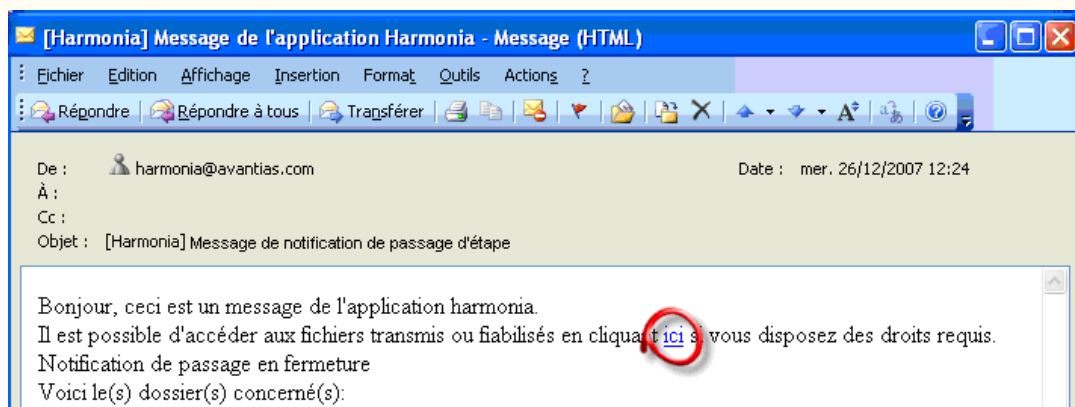 [Harmonia] Message de l'application Harmonia - Message (HTML)
Fichier Edition Affichage Insertion Format Outils Actions ?
Répondre Répondre à tous Transférer
De : harmonia@avantias.com Date : mer. 26/12/2007 12:24
À :
Cc :
Objet : [Harmonia] Message de notification de passage d'étape
Bonjour, ceci est un message de l'application harmonia.
Il est possible d'accéder aux fichiers transmis ou fiabilisés en cliquant ici si vous disposez des droits requis.
Notification de passage en fermeture
Voici le(s) dossier(s) concerné(s):